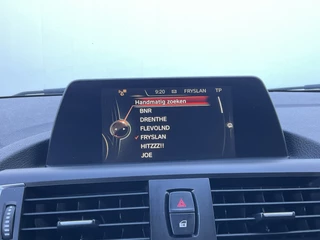 9:20 FRYSLAN TP
Handmatig zoeken
BNR
DRENTHE
FLEVOLND
FRYSLAN
HITZZZ!!
JOE